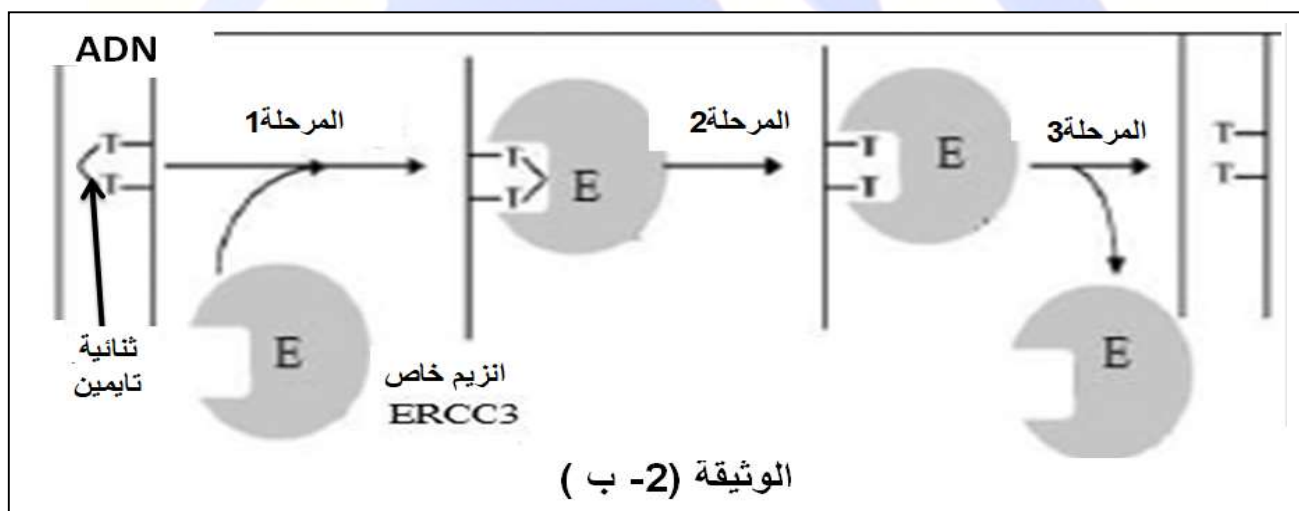 ADN
المرحلة1
المرحلة2
المرحلة3
T
T
T
T
T
T
T
T
E
E
E
E
ثنائية
تايمين
انزيم خاص
ERCC3
الوثيقة (2- ب )